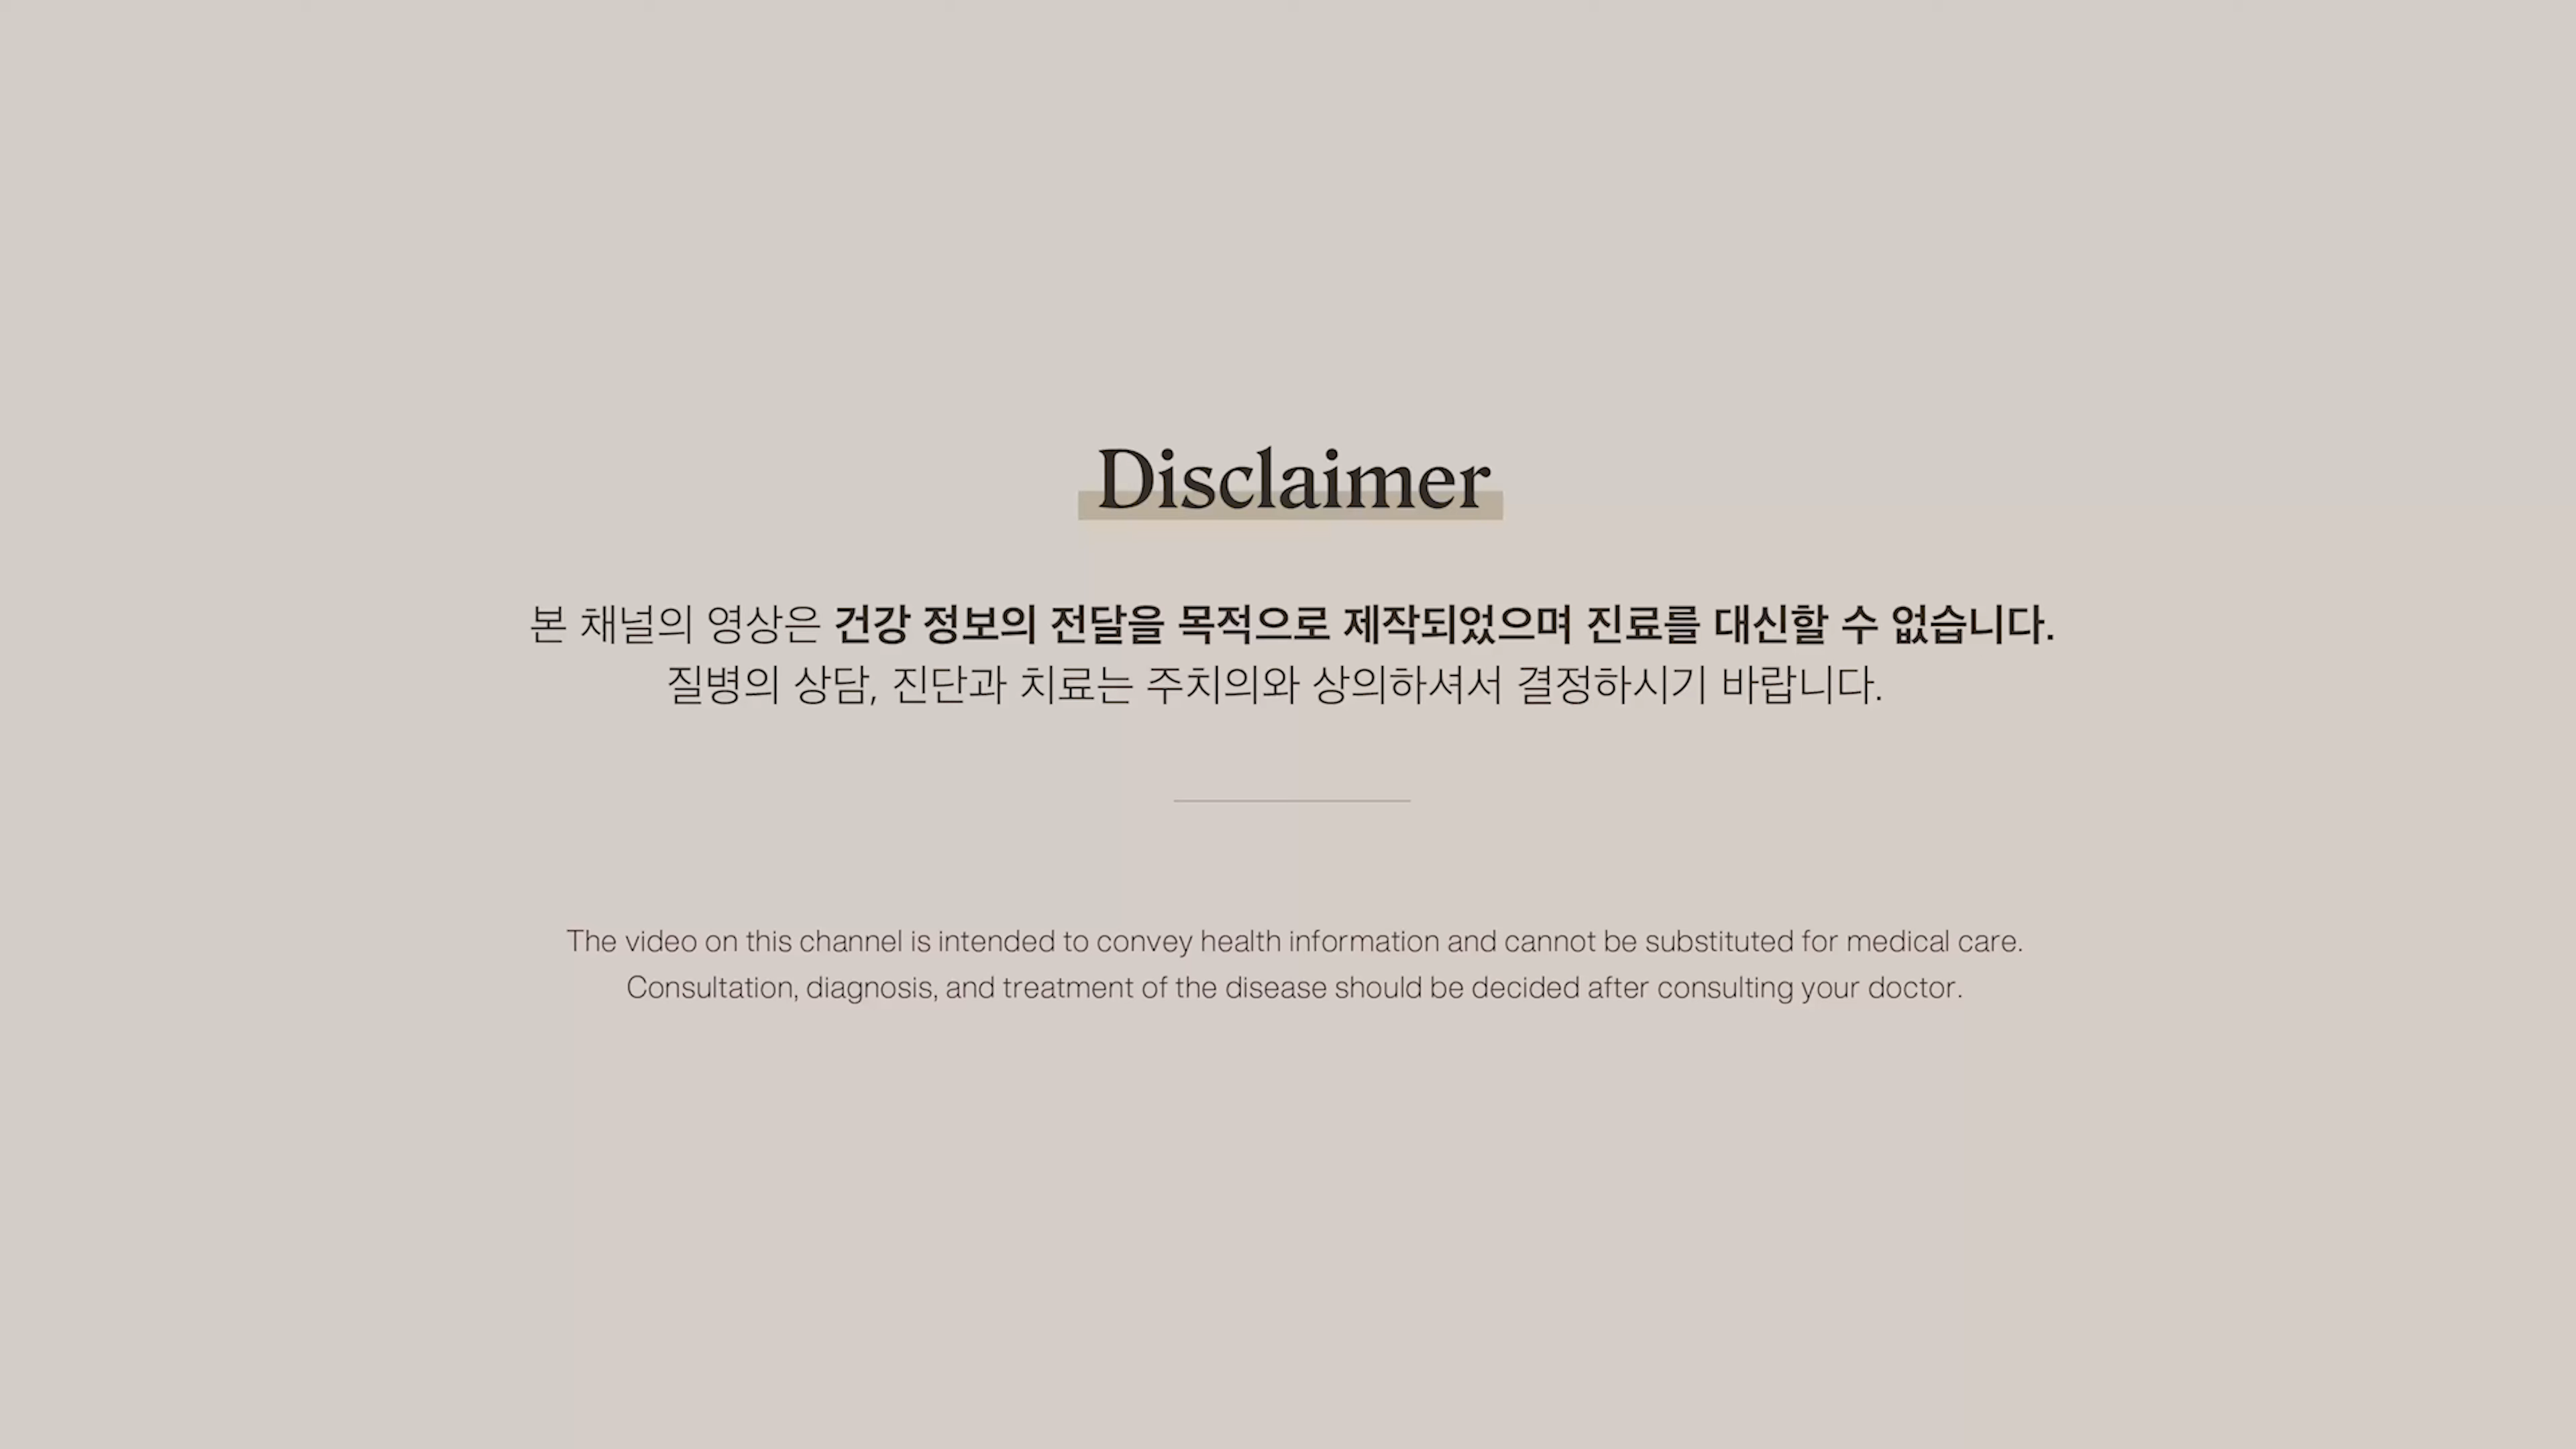 Disclaimer
본 채널의 영상은 건강 정보의 전달을 목적으로 제작되었으며 진료를 대신할 수 없습니다.
질병의 상담, 진단과 치료는 주치의와 상의하셔서 결정하시기 바랍니다.
The video on this channel is intended to convey health information and cannot be substituted for medical care.
Consultation, diagnosis, and treatment of the disease should be decided after consulting your doctor.